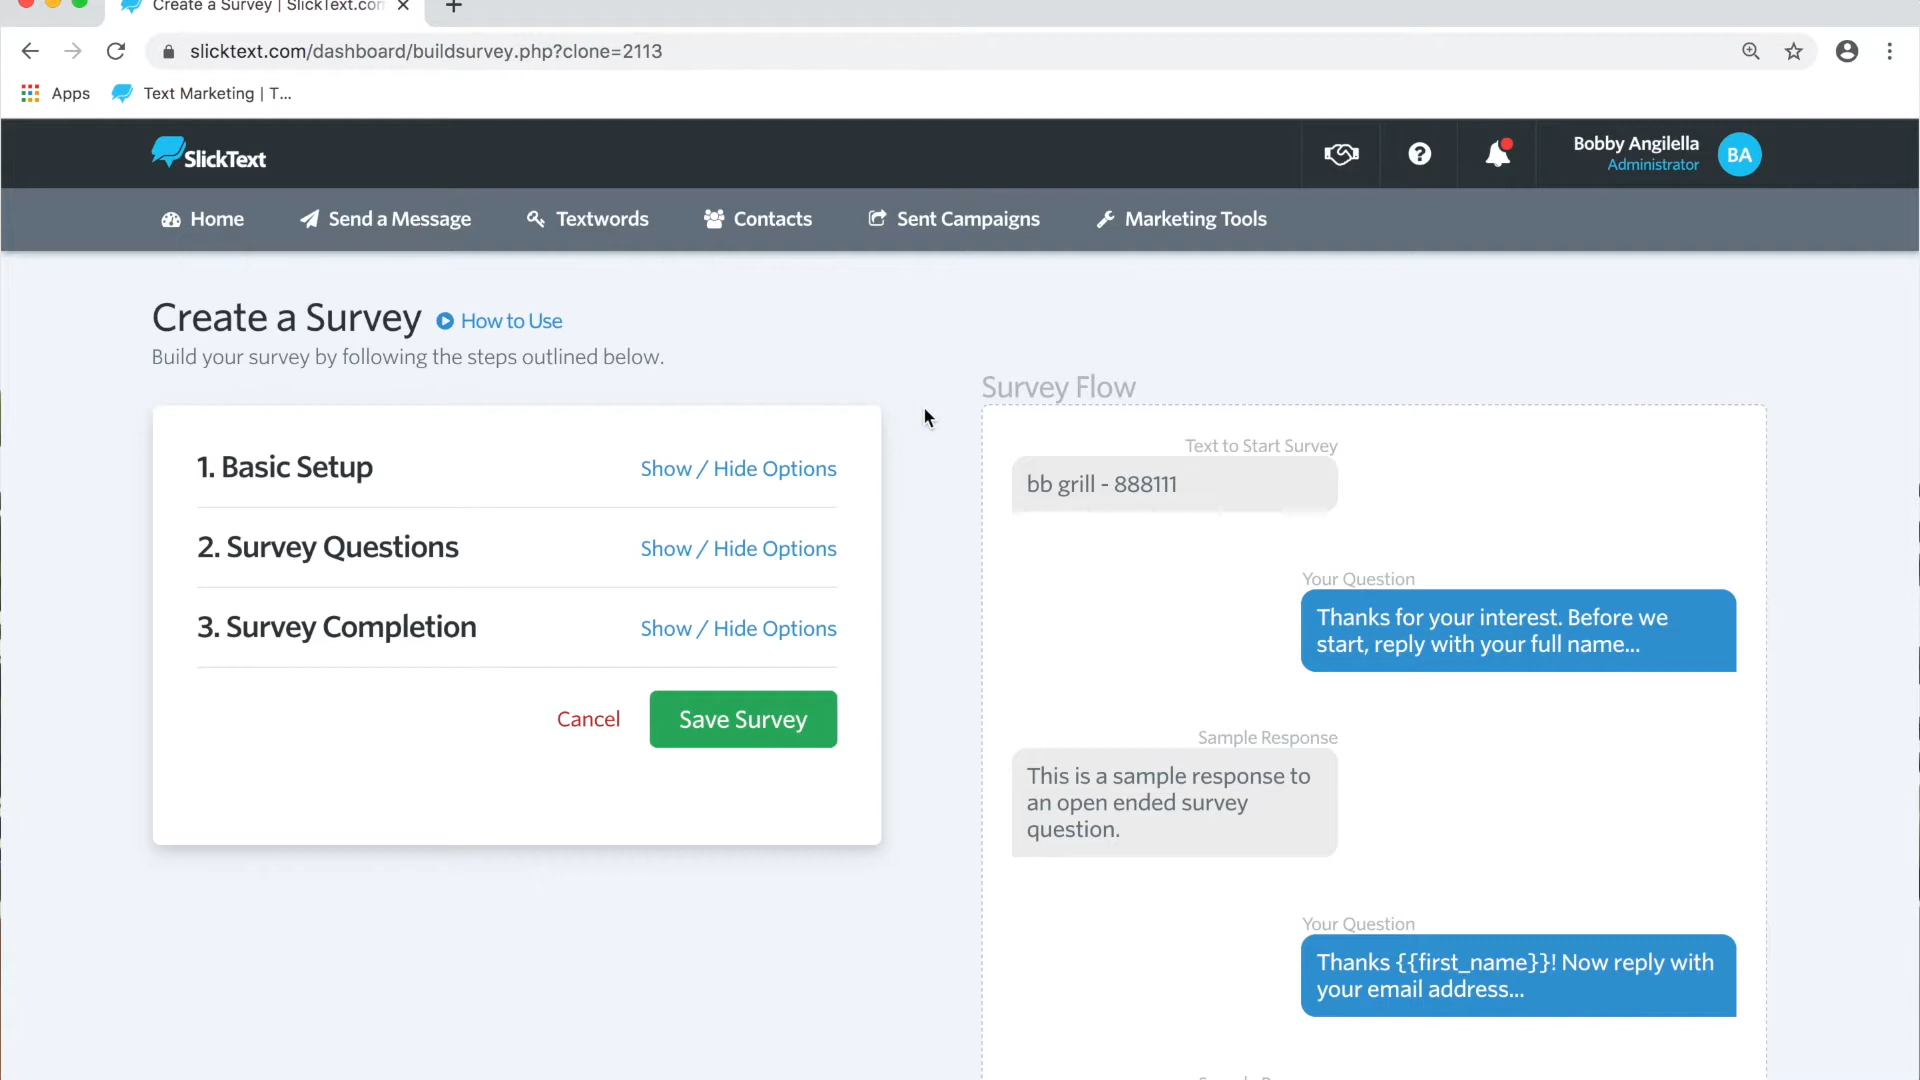 Create a Survey | SlickText.com
slicktext.com/dashboard/buildsurvey.php?clone=2113
Apps
Text Marketing | T...
SlickText
Bobby Angilella
Administrator
BA
Home
Send a Message
Textwords
Contacts
Sent Campaigns
Marketing Tools
Create a Survey
How to Use
Build your survey by following the steps outlined below.
1. Basic Setup
Show / Hide Options
2. Survey Questions
Show / Hide Options
3. Survey Completion
Show / Hide Options
Cancel
Save Survey
Survey Flow
Text to Start Survey
bb grill - 888111
Your Question
Thanks for your interest. Before we
start, reply with your full name...
Sample Response
This is a sample response to
an open ended survey
question.
Your Question
Thanks {{first_name}}! Now reply with
your email address...